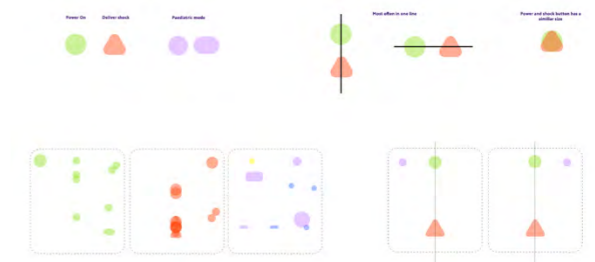 Power On
Deliver shock
Paediatric mode
Most often in one line
Power and shock button has a
similar size